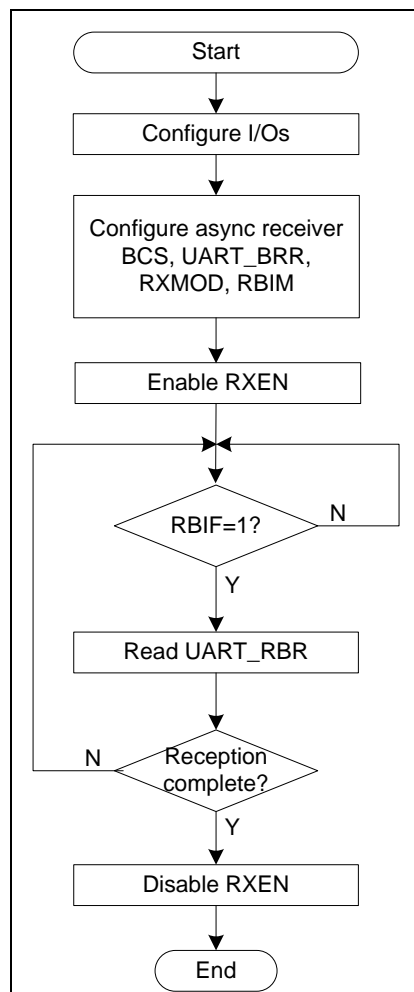 Start
Configure I/Os
Configure async receiver
BCS, UART_BRR,
RXMOD, RBIM
Enable RXEN
RBIF=1?
N
Y
Read UART_RBR
N
Reception
complete?
Y
Disable RXEN
End